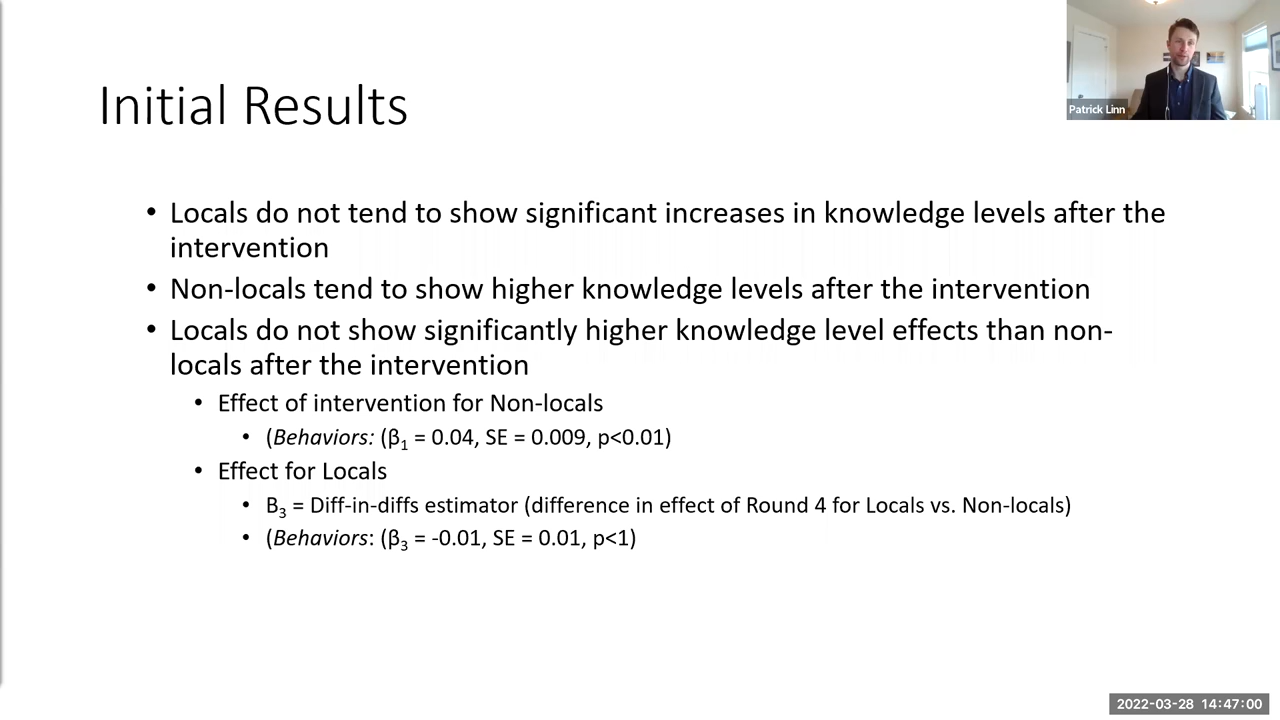 Initial Results
Patrick Linn
• Locals do not tend to show significant increases in knowledge levels after the
intervention
• Non-locals tend to show higher knowledge levels after the intervention
• Locals do not show significantly higher knowledge level effects than non-
locals after the intervention
• Effect of intervention for Non-locals
• (Behaviors: (β₁ = 0.04, SE = 0.009, p<0.01)
• Effect for Locals
• B₃ = Diff-in-diffs estimator (difference in effect of Round 4 for Locals vs. Non-locals)
• (Behaviors: (β₃ = -0.01, SE = 0.01, p<1)
2022-03-28 14:47:00